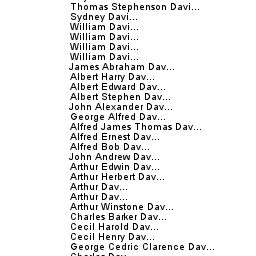 Thomas Stephenson Davi...
Sydney Davi...
William Davi...
William Davi...
William Davi...
William Davi...
James Abraham Dav...
Albert Harry Dav...
Albert Edward Dav...
Albert Stephen Dav...
John Alexander Dav...
George Alfred Dav...
Alfred James Thomas Dav...
Alfred Ernest Dav...
Alfred Bob Dav...
John Andrew Dav...
Arthur Edwin Dav...
Arthur Herbert Dav...
Arthur Dav...
Arthur Dav...
Arthur Winstone Dav...
Charles Barker Dav...
Cecil Harold Dav...
Cecil Henry Dav...
George Cedric Clarence Dav...
Charles Dav...